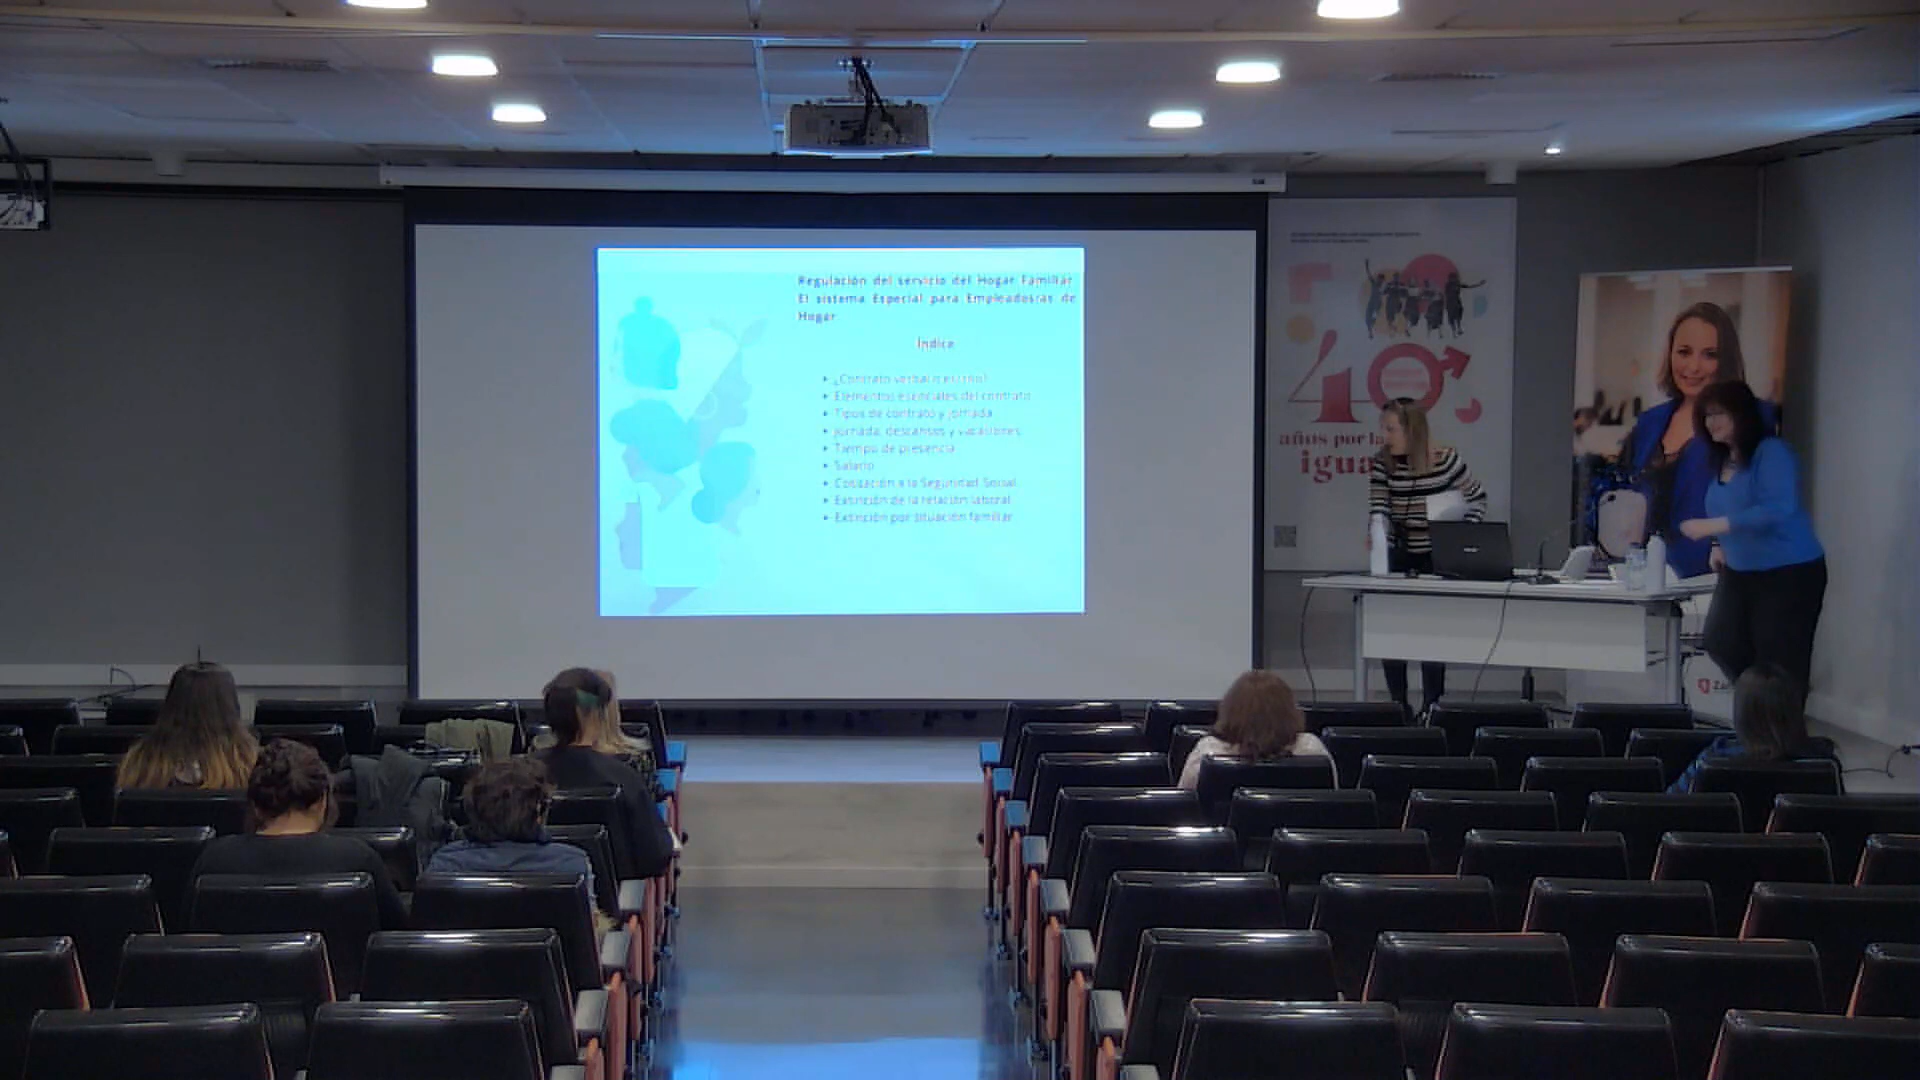 Regulación del servicio del Hogar Familiar
El sistema Especial para Empleados/as de
Hogar
Índice
• ¿Contrato verbal o escrito?
• Elementos esenciales del contrato
• Tipos de contrato y jornada
• Jornada, descansos y vacaciones
• Tiempo de presencia
• Salario
• Cotización a la Seguridad Social
• Extinción de la relación laboral
• Extinción por situación familiar
40
años por la
igua